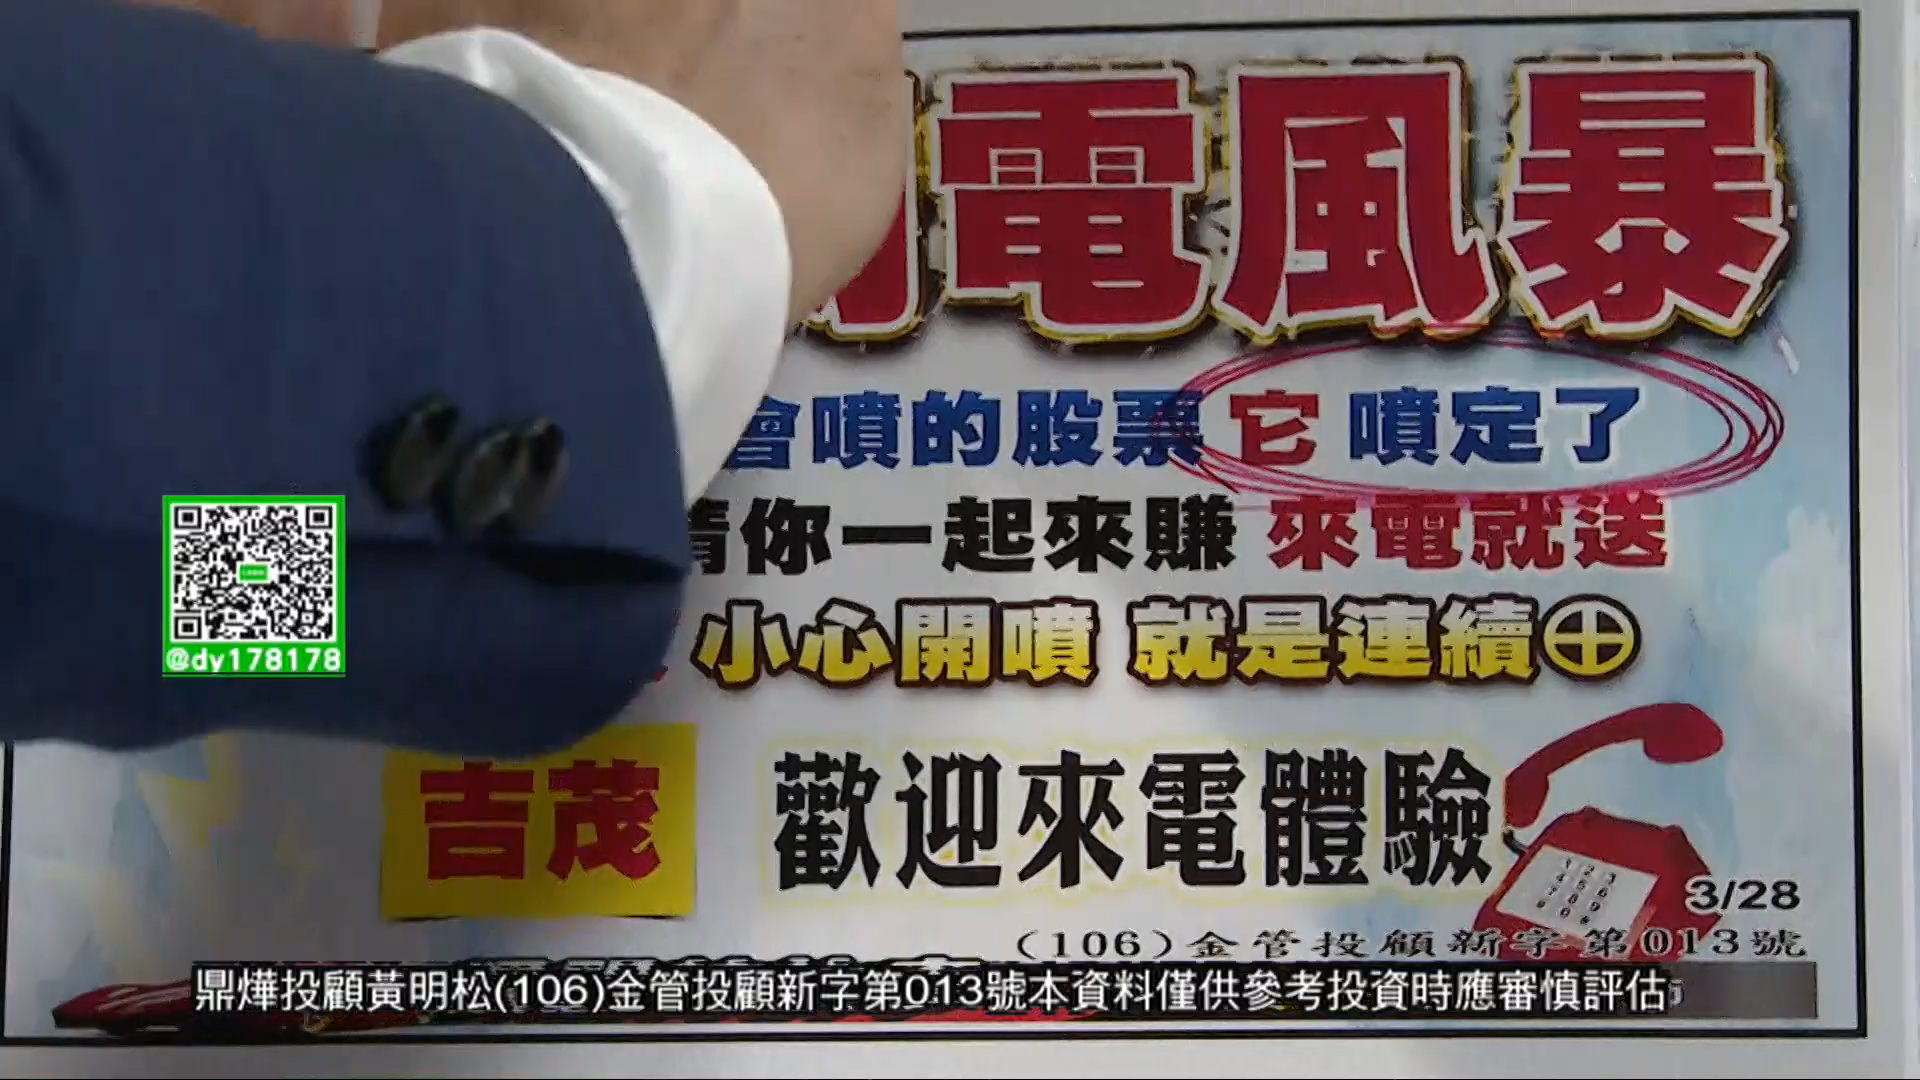 電風暴
會噴的股票 它 噴定了
請你一起來賺 來電就送
小心開噴 就是連續⊕
@dy178178
吉茂
歡迎來電體驗
3/28
(106)金管投顧新字第013號
鼎燁投顧黃明松(106)金管投顧新字第013號本資料僅供參考投資時應審慎評估